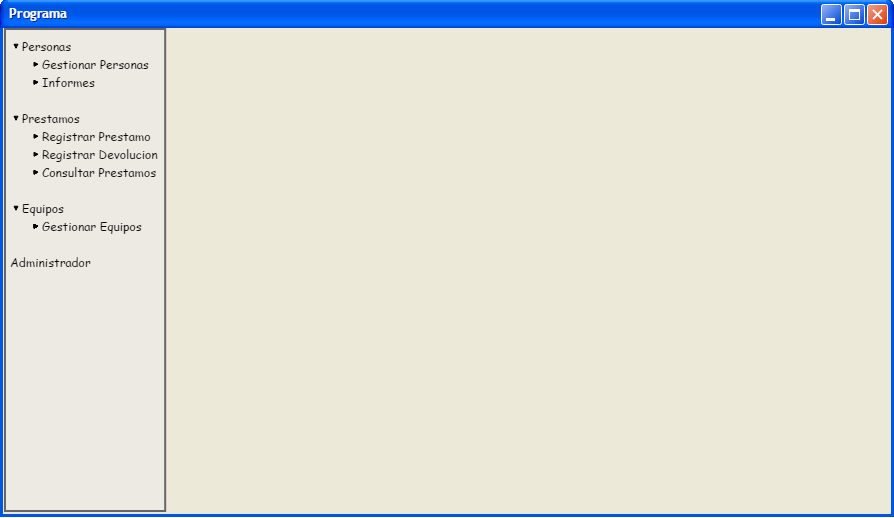 Programa
Personas
Gestionar Personas
Informes
Prestamos
Registrar Prestamo
Registrar Devolucion
Consultar Prestamos
Equipos
Gestionar Equipos
Administrador